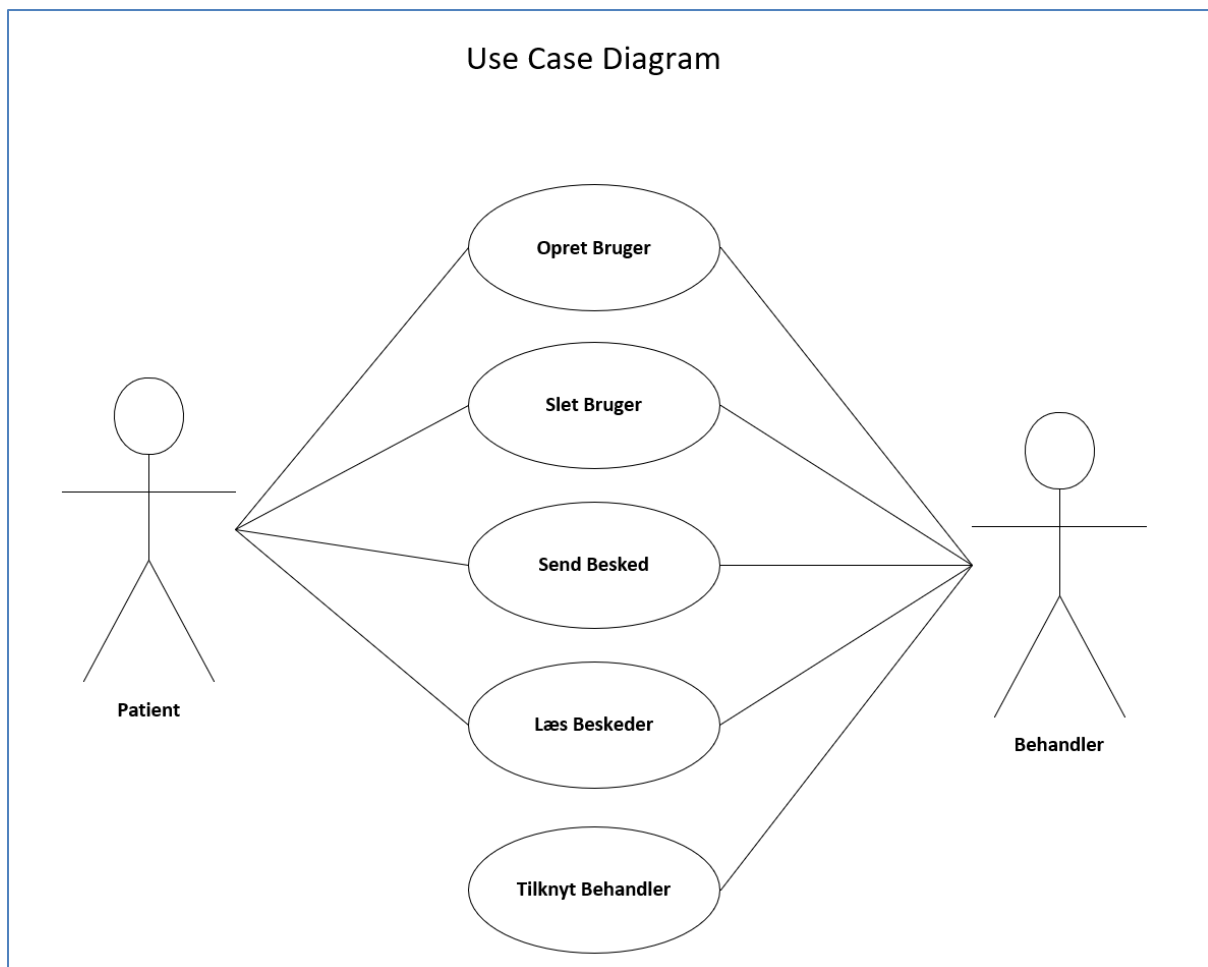 Use Case Diagram
Opret Bruger
Slet Bruger
Send Besked
Læs Beskeder
Tilknyt Behandler
Patient
Behandler